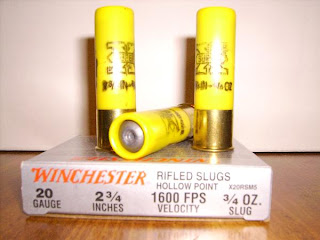 WINCHESTER
RIFLED SLUGS
HOLLOW POINT
X20RSM5
20
GAUGE
2 3/4
INCHES
1600 FPS
VELOCITY
3/4 OZ.
SLUG